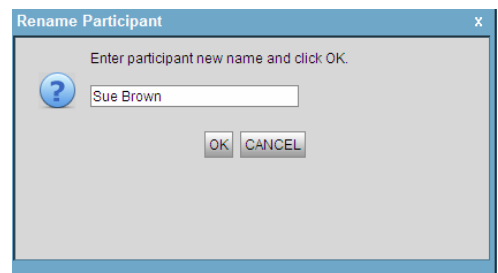 Rename Participant x
Enter participant new name and click OK.
?
Sue Brown
OK CANCEL